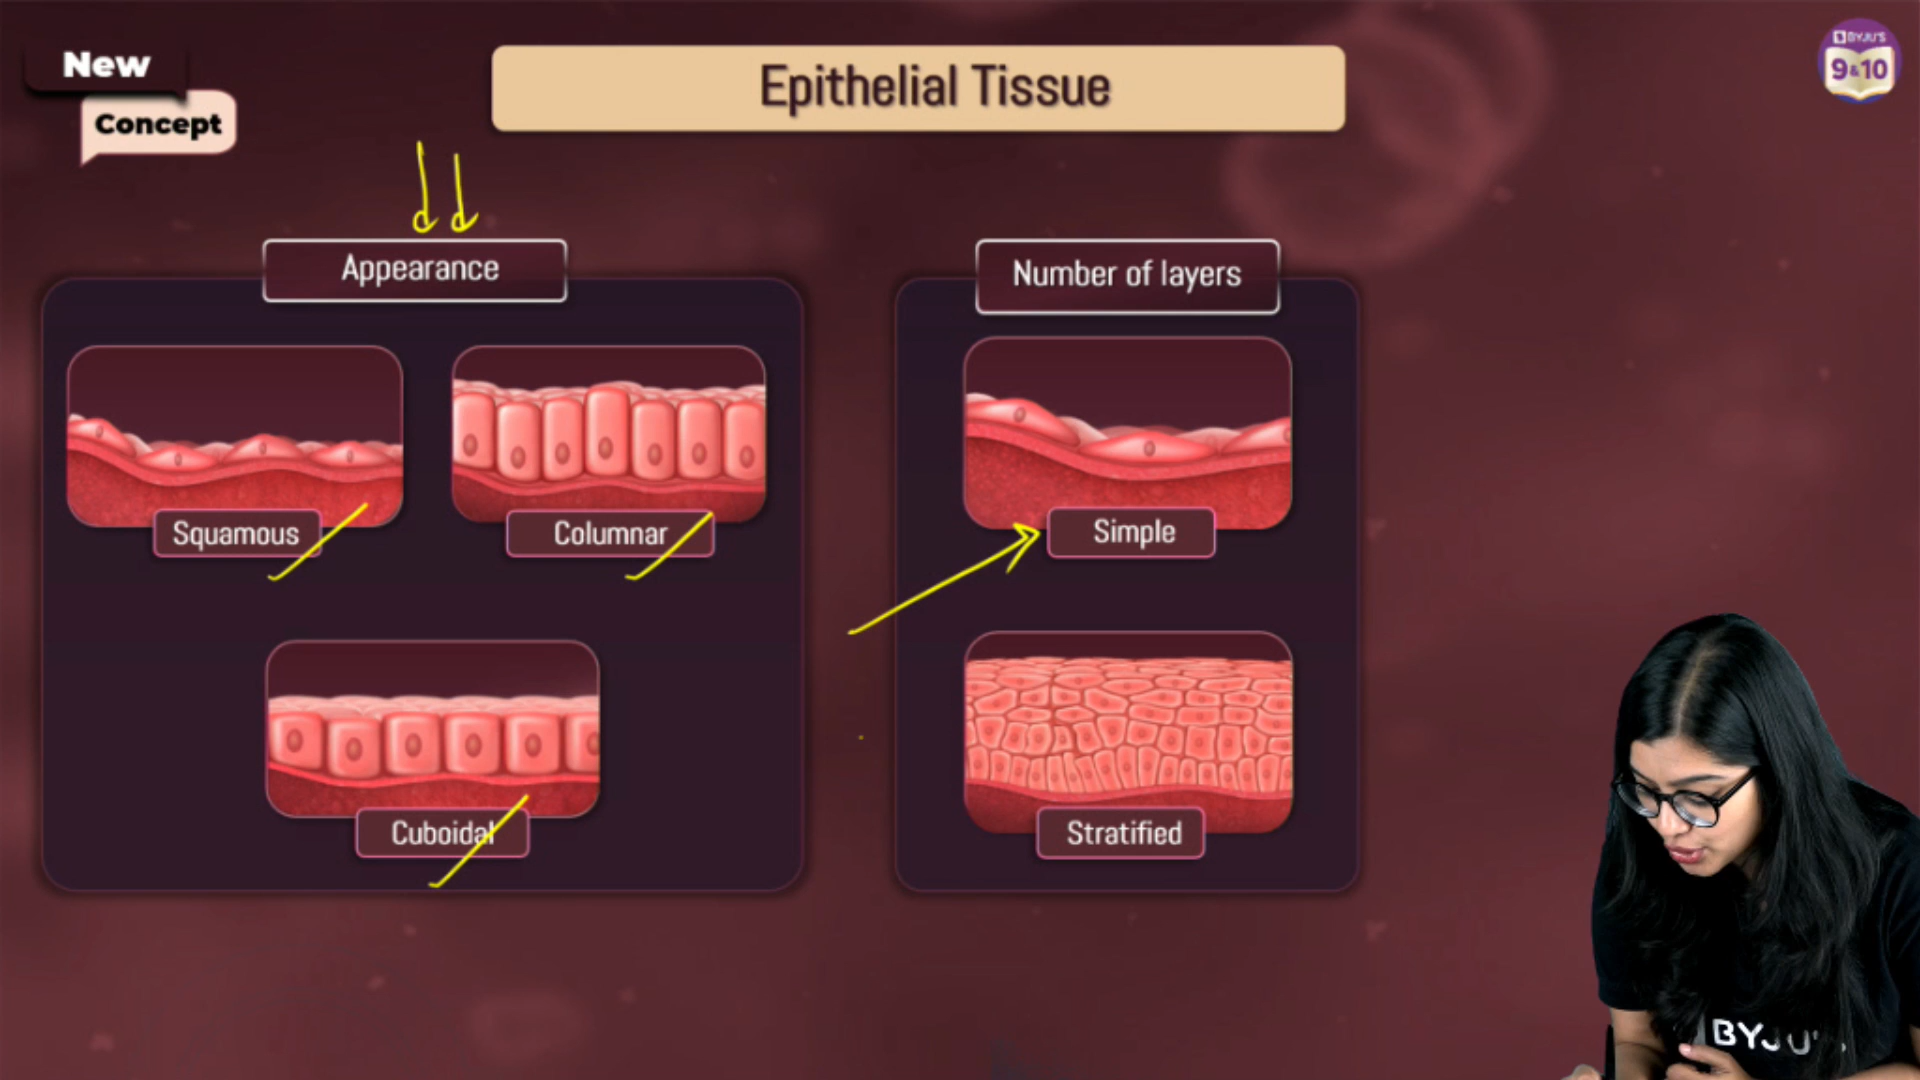 New
Concept
Epithelial Tissue
BYJU'S
9&10
Appearance
Number of layers
Squamous
Columnar
Simple
Cuboidal
Stratified
BYJU'S